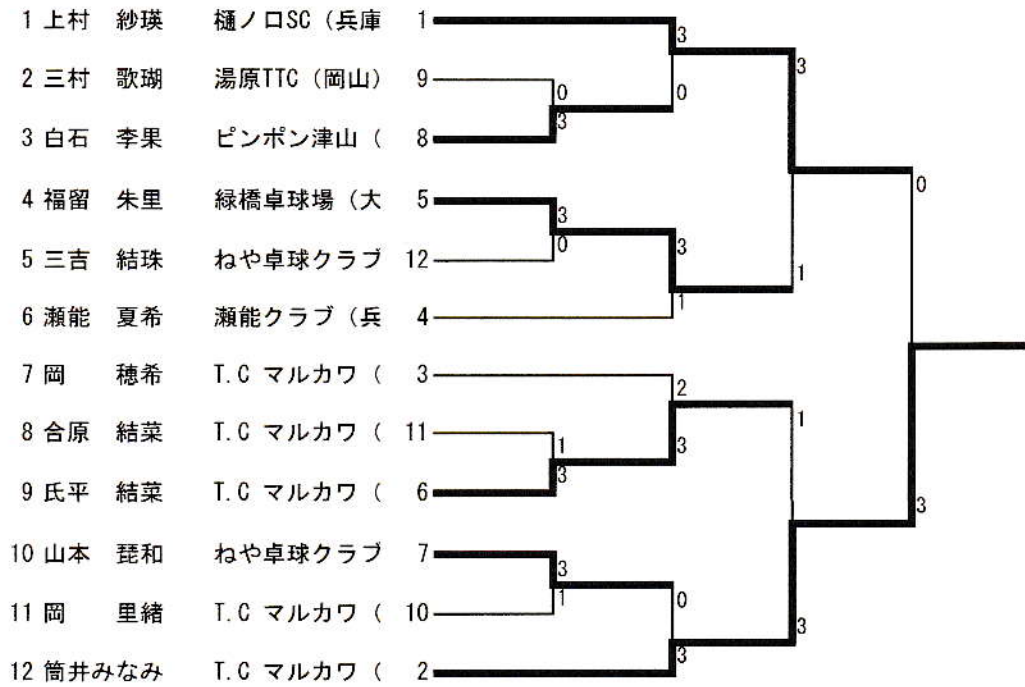 1 上村 紗瑛 樋ノ口SC（兵庫 1
2 三村 歌瑚 湯原TTC（岡山） 9
3 白石 李果 ピンポン津山（ 8
4 福留 朱里 緑橋卓球場（大 5
5 三吉 結珠 ねや卓球クラブ 12
6 瀬能 夏希 瀬能クラブ（兵 4
7 岡 穂希 T.C マルカワ（ 3
8 合原 結菜 T.C マルカワ（ 11
9 氏平 結菜 T.C マルカワ（ 6
10 山本 琵和 ねや卓球クラブ 7
11 岡 里緒 T.C マルカワ（ 10
12 筒井みなみ T.C マルカワ（ 2
0
3
3
0
1
3
3
1
3
0
3
1
2
3
0
3
3
1
1
3
0
3